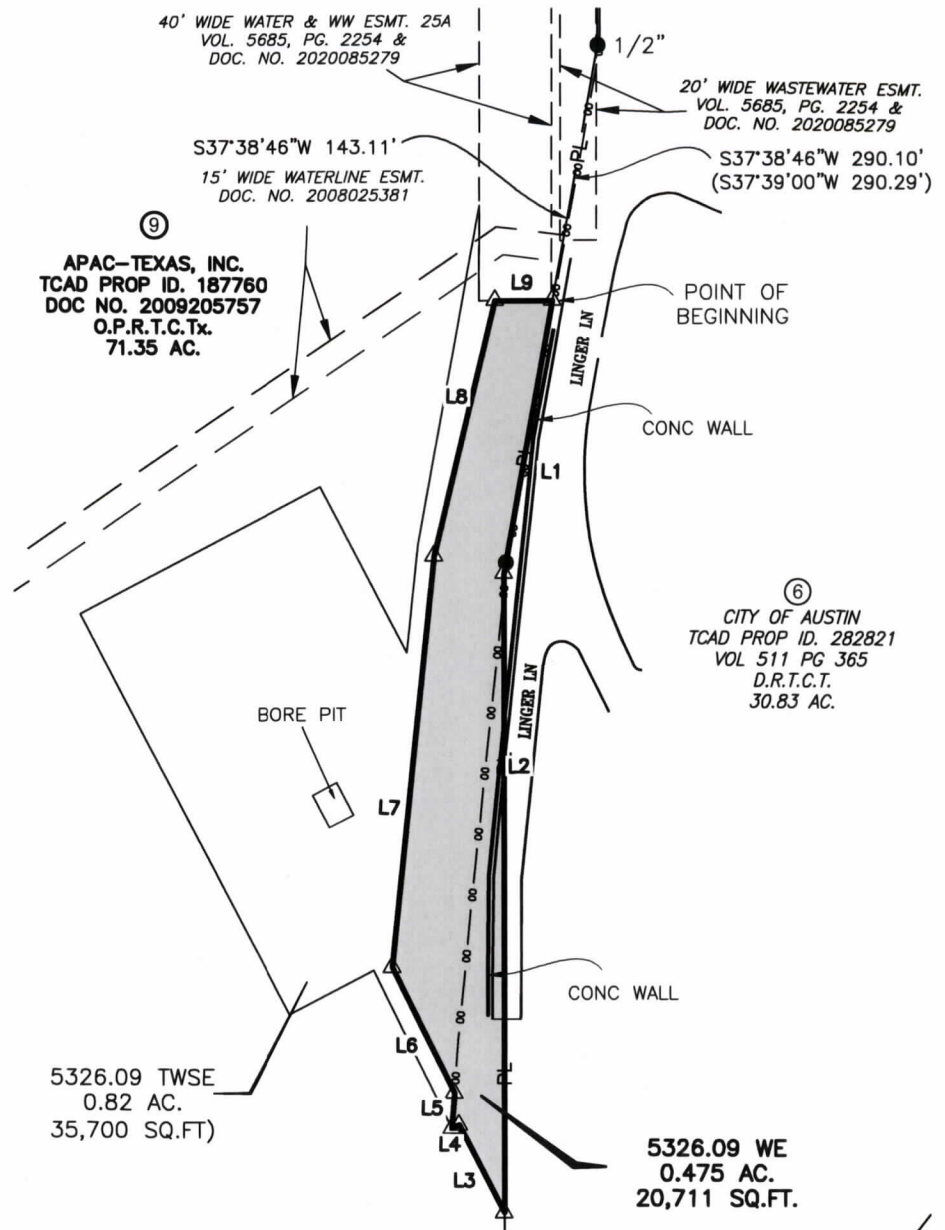 40' WIDE WATER & WW ESMT. 25A
VOL. 5685, PG. 2254 &
DOC. NO. 2020085279
1/2"
20' WIDE WASTEWATER ESMT.
VOL. 5685, PG. 2254 &
DOC. NO. 2020085279
S37°38'46"W 143.11'
S37°38'46"W 290.10'
(S37°39'00"W 290.29')
15' WIDE WATERLINE ESMT.
DOC. NO. 2008025381
PL
9
APAC-TEXAS, INC.
TCAD PROP ID. 187760
DOC NO. 2009205757
O.P.R.T.C.Tx.
71.35 AC.
L9
POINT OF
BEGINNING
LINGER LN
L8
CONC WALL
PL
L1
6
CITY OF AUSTIN
TCAD PROP ID. 282821
VOL 511 PG 365
D.R.T.C.T.
30.83 AC.
LINGER LN
BORE PIT
L2
L7
CONC WALL
L6
PL
5326.09 TWSE
0.82 AC.
35,700 SQ.FT)
L5
L4
L3
5326.09 WE
0.475 AC.
20,711 SQ.FT.